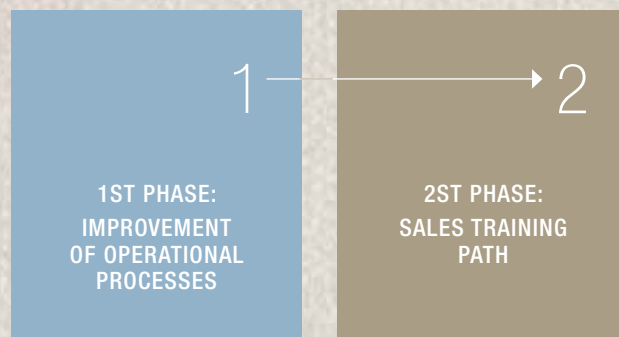 1
2
1ST PHASE:
IMPROVEMENT
OF OPERATIONAL
PROCESSES
2ST PHASE:
SALES TRAINING
PATH